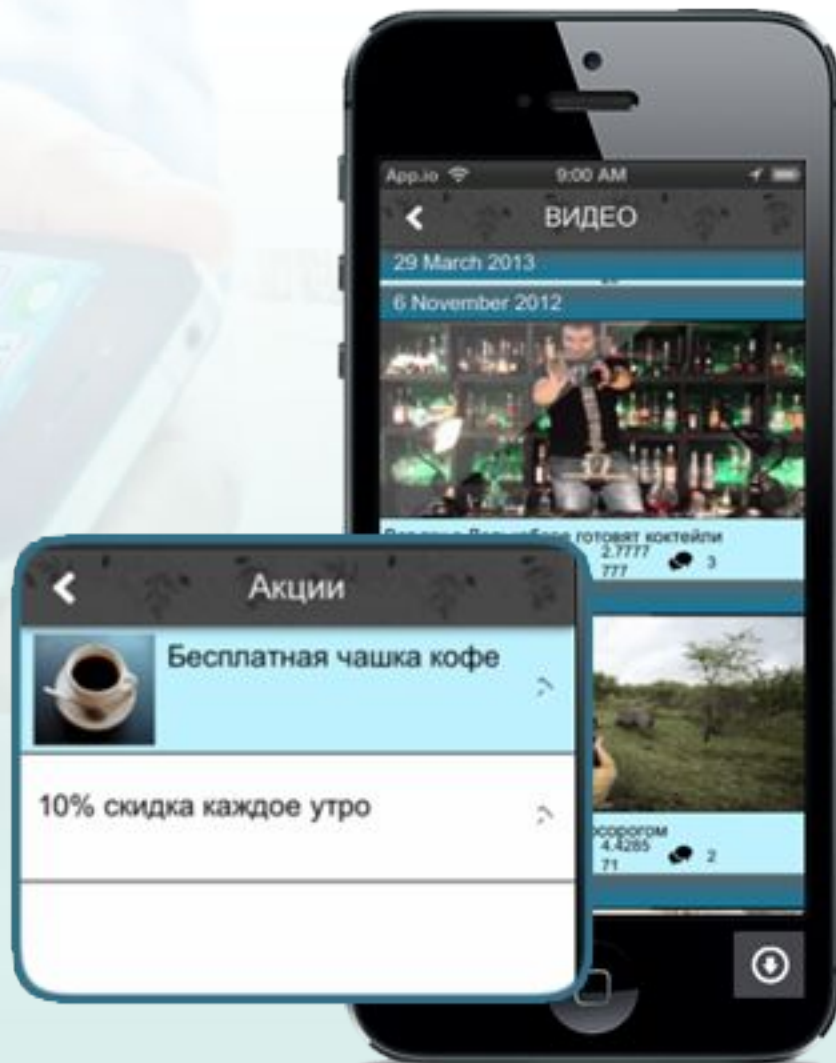 App.io 9:00 AM
ВИДЕО
29 March 2013
6 November 2012
готовят коктейли
2.7777
777
3
Акции
Бесплатная чашка кофе
10% скидка каждое утро
4.4285
71
2